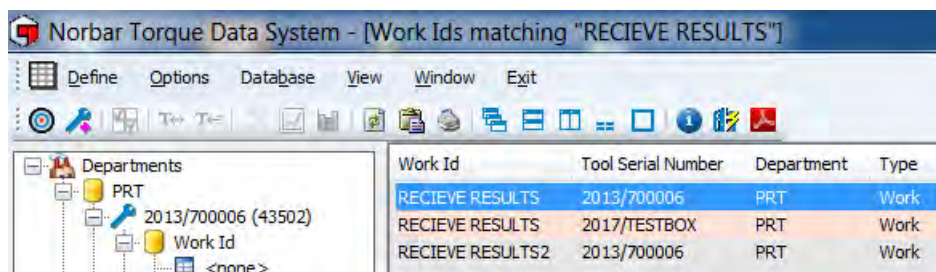 Norbar Torque Data System - [Work Ids matching "RECIEVE RESULTS"]
Define Options Database View Window Exit
Departments
PRT
2013/700006 (43502)
Work Id
<none>
Work Id Tool Serial Number Department Type
RECIEVE RESULTS 2013/700006 PRT Work
RECIEVE RESULTS 2017/TESTBOX PRT Work
RECIEVE RESULTS2 2013/700006 PRT Work